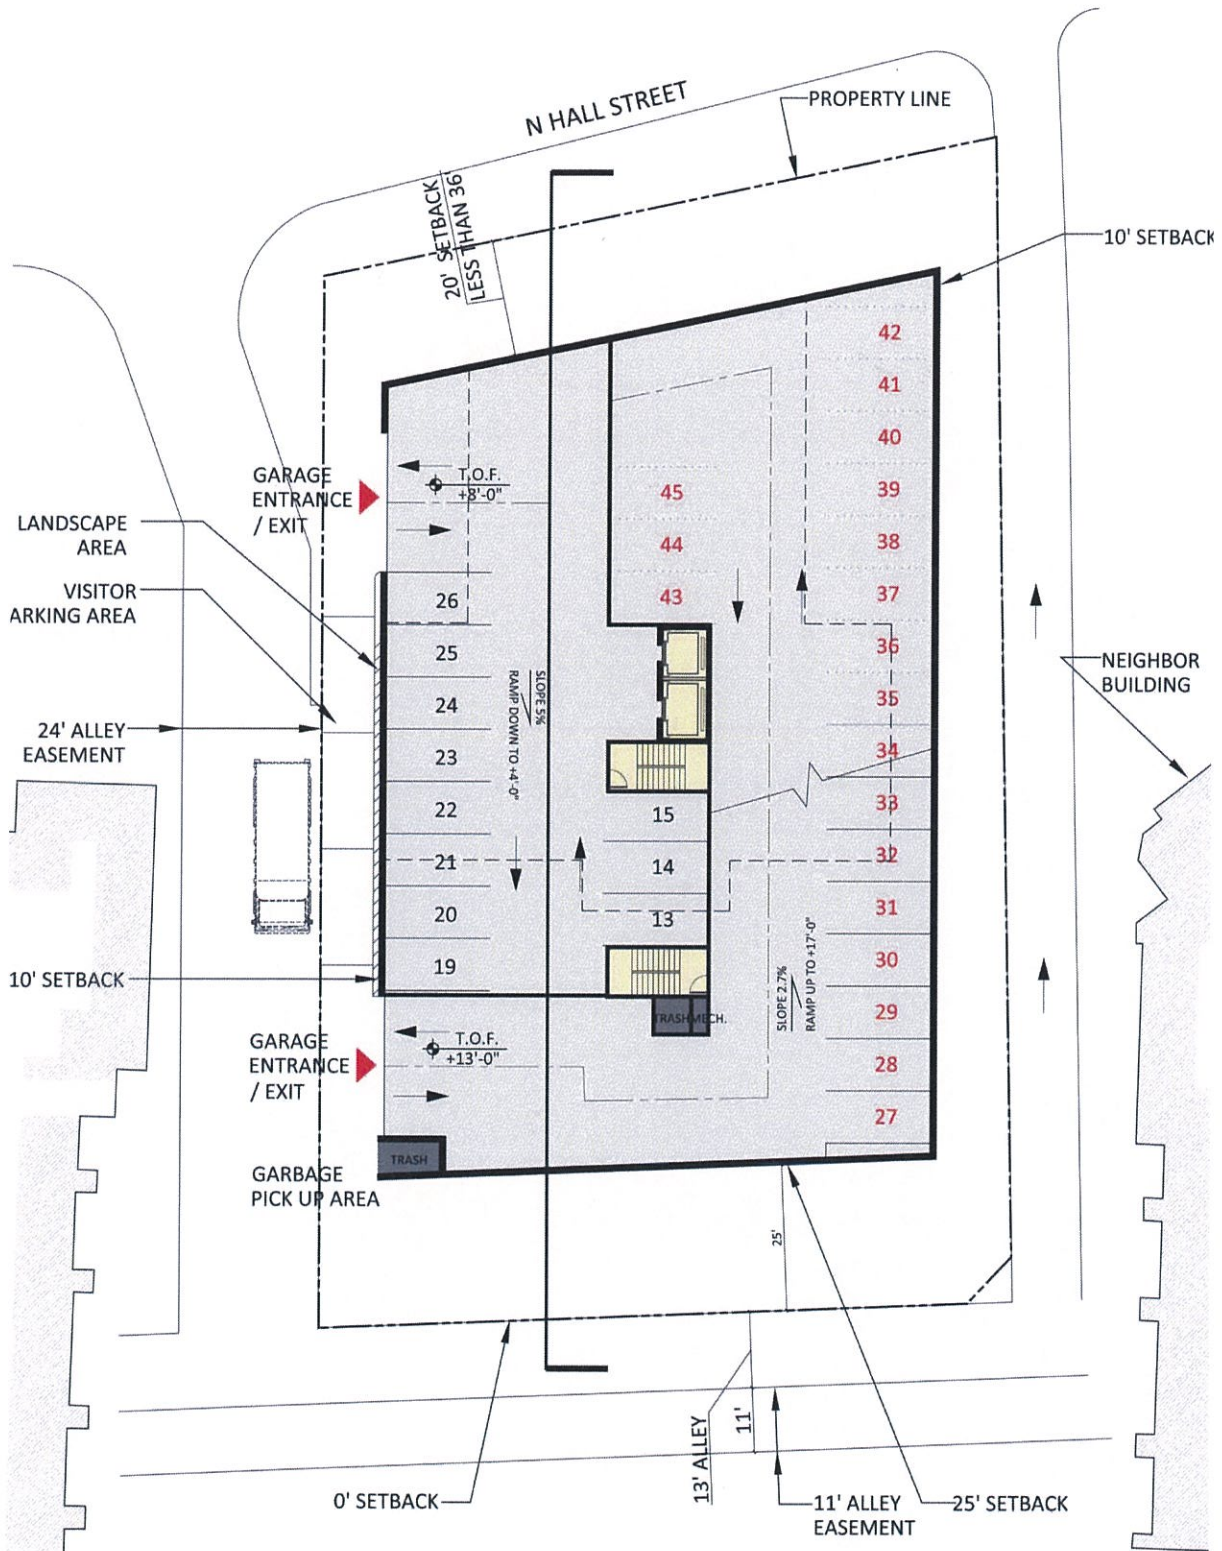 N HALL STREET
PROPERTY LINE
20' SETBACK
LESS THAN 36'
10' SETBACK
42
41
40
39
38
37
36
35
34
33
32
31
30
29
28
27
45
44
43
GARAGE
ENTRANCE
/ EXIT
T.O.F.
+8'-0"
LANDSCAPE
AREA
VISITOR
ARKING AREA
24' ALLEY
EASEMENT
26
25
24
23
22
21
20
19
SLOPE 5%
RAMP DOWN TO +4'-0"
15
14
13
NEIGHBOR
BUILDING
10' SETBACK
SLOPE 2.7%
RAMP UP TO +17'-0"
TRASH
MECH.
GARAGE
ENTRANCE
/ EXIT
T.O.F.
+13'-0"
TRASH
GARBAGE
PICK UP AREA
25'
13' ALLEY
11'
0' SETBACK
11' ALLEY
EASEMENT
25' SETBACK